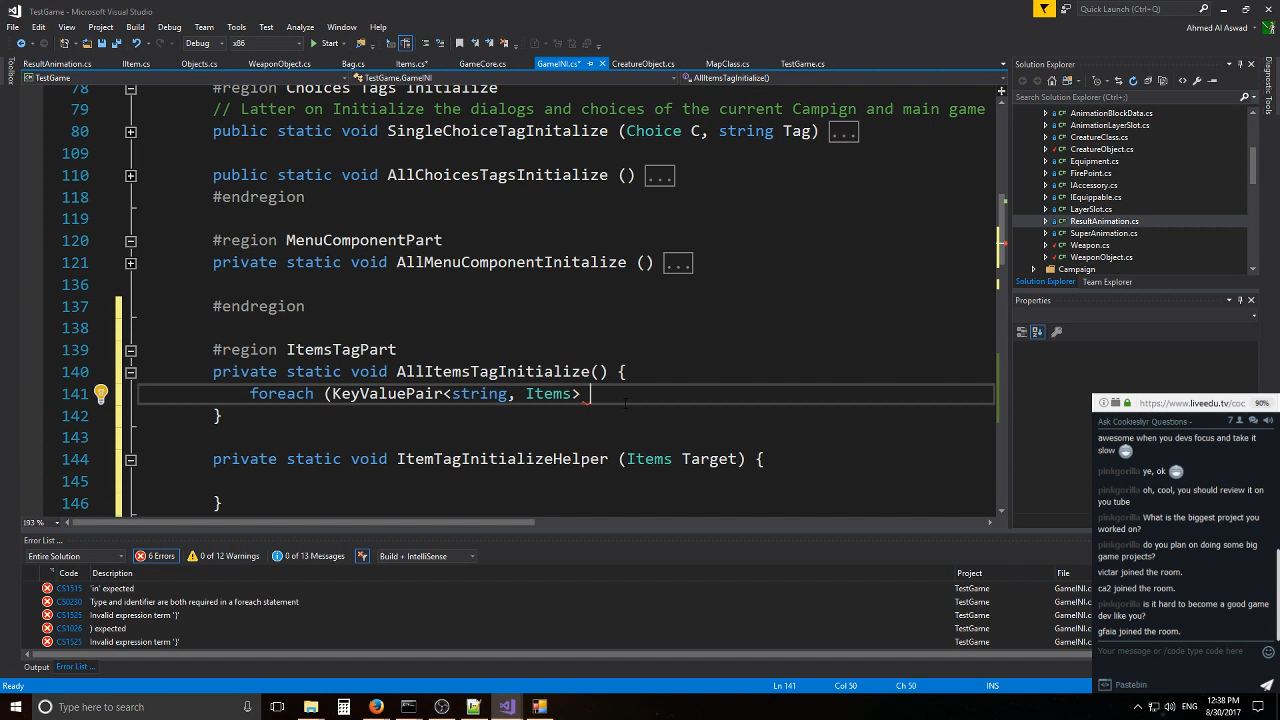 TestGame - Microsoft Visual Studio
Quick Launch (Ctrl+Q)
File Edit View Project Build Debug Team Tools Test Analyze Window Help
Ahmed Al Aswad
Debug x86 Start
ResultAnimation.cs IItem.cs Objects.cs WeaponObject.cs Bag.cs Items.cs* GameCore.cs GameINI.cs* CreatureObject.cs MapClass.cs TestGame.cs
TestGame TestGame.GameINI AllItemsTagInitialize()
Toolbox
78 #region Choices Tags Initialize
79 // Latter on Initialize the dialogs and choices of the current Campign and main game
80 public static void SingleChoiceTagInitalize (Choice C, string Tag) ...
109
110 public static void AllChoicesTagsInitialize () ...
118 #endregion
119
120 #region MenuComponentPart
121 private static void AllMenuComponentInitalize () ...
136
137 #endregion
138
139 #region ItemsTagPart
140 private static void AllItemsTagInitialize() {
141 foreach (KeyValuePair<string, Items>
142 }
143
144 private static void ItemTagInitializeHelper (Items Target) {
145
146 }
193 %
Solution Explorer
Search Solution Explorer (Ctrl+;)
AnimationBlockData.cs
AnimationLayerSlot.cs
CreatureClass.cs
CreatureObject.cs
Equipment.cs
FirePoint.cs
IAccessory.cs
IEquippable.cs
LayerSlot.cs
ResultAnimation.cs
SuperAnimation.cs
Weapon.cs
WeaponObject.cs
Campaign
Solution Explorer Team Explorer
Properties
Diagnostic Tools
Error List ...
Entire Solution 6 Errors 0 of 12 Warnings 0 of 13 Messages Build + IntelliSense
Code Description Project File
CS1515 'in' expected TestGame GameINI.cs
CS0230 Type and identifier are both required in a foreach statement TestGame GameINI.cs
CS1525 Invalid expression term '}' TestGame GameINI.cs
CS1026 ) expected TestGame GameINI.cs
CS1525 Invalid expression term '}' TestGame GameINI.cs
Output Error List ...
Ready Ln 141 Col 50 Ch 50 INS
https://www.liveedu.tv/coc 90%
Ask Cookieslyr Questions - 7
awesome when you devs focus and take it
slow
pinkgorilla ye, ok
pinkgorilla oh, cool, you should review it on
you tube
pinkgorilla What is the biggest project you
worked on?
pinkgorilla do you plan on doing some big
game projects?
victar joined the room.
ca2 joined the room.
pinkgorilla is it hard to become a good game
dev like you?
gfaia joined the room.
Your message or /code type code here
Pastebin
Type here to search
ENG
12:38 PM
8/30/2017